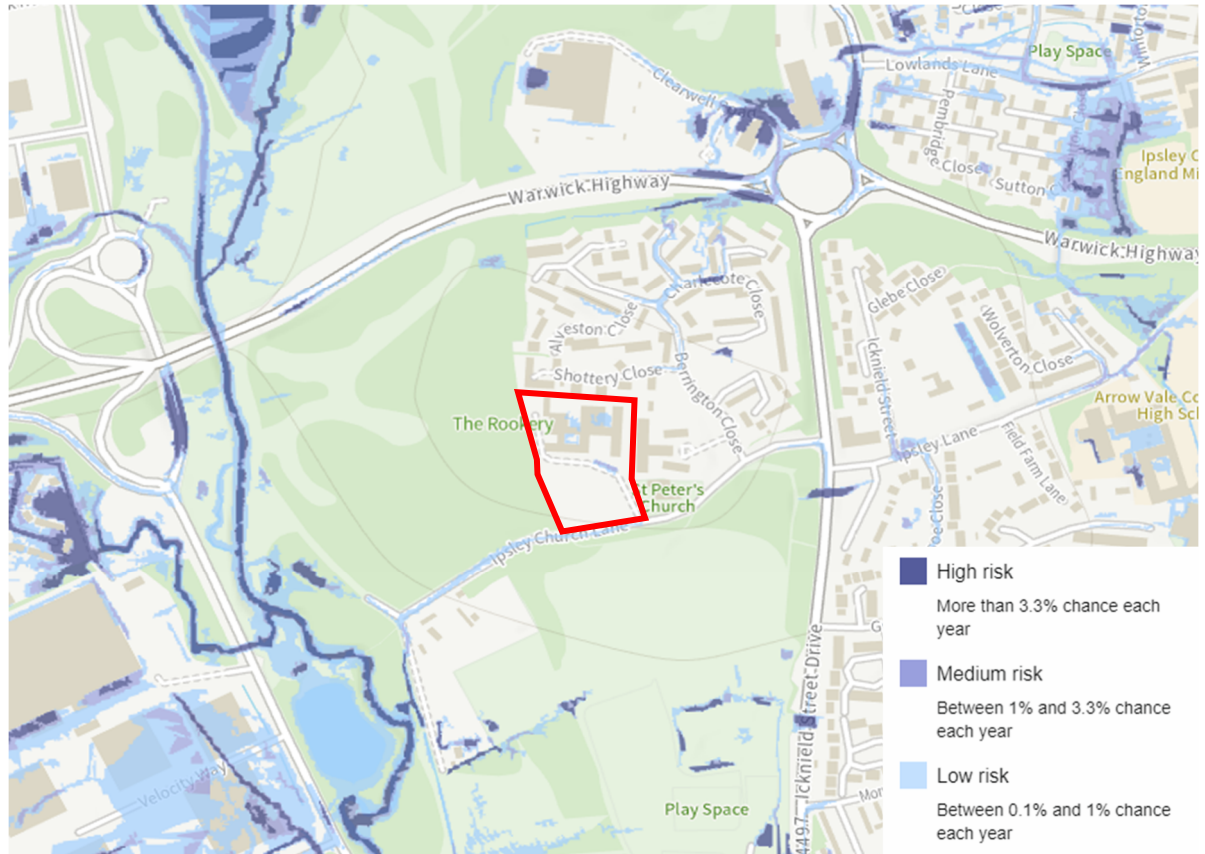 Play Space
Lowlands Lane
Clearwell
Pembridge
Close
Sutton
Ipsley C
England Mi
Warwick Highway
Warwick Highway
Charlecote Close
Glebe Close
Alveston Close
Icknield Street
Wolverton Close
Shottery Close
Berrington Close
The Rookery
Arrow Vale Co
High Sch
Ipsley Lane
Field Farm Lane
St Peter's
Church
Ipsley Church Lane
High risk
More than 3.3% chance each
year
Medium risk
Between 1% and 3.3% chance
each year
Low risk
Between 0.1% and 1% chance
each year
Icknield Street Drive
Velocity Way
Play Space
Mor